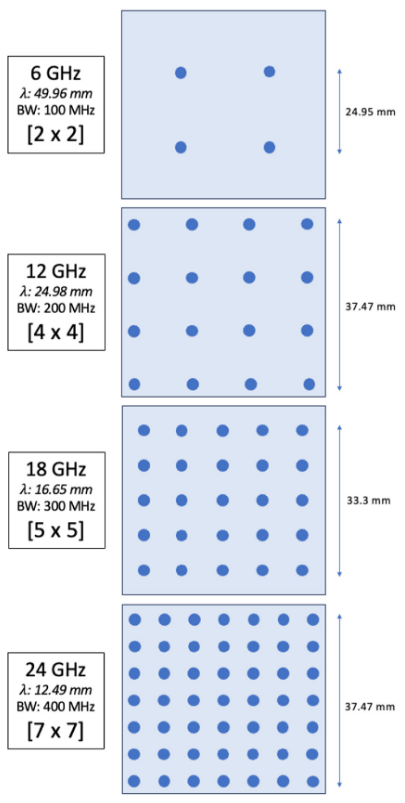 6 GHz
λ: 49.96 mm
BW: 100 MHz
[2 x 2]
24.95 mm
12 GHz
λ: 24.98 mm
BW: 200 MHz
[4 x 4]
37.47 mm
18 GHz
λ: 16.65 mm
BW: 300 MHz
[5 x 5]
33.3 mm
24 GHz
λ: 12.49 mm
BW: 400 MHz
[7 x 7]
37.47 mm